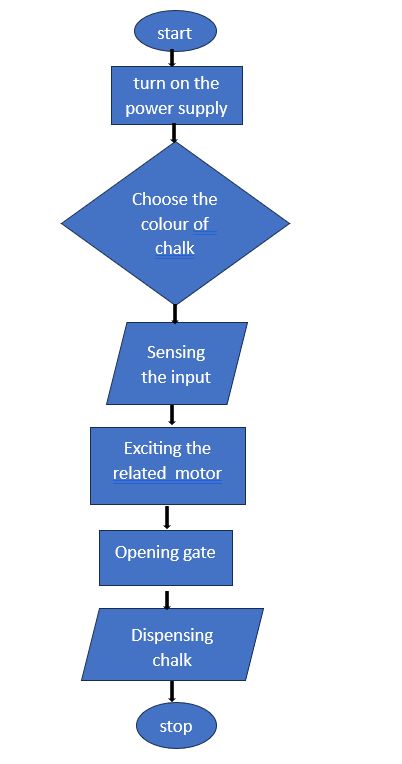 start
turn on the
power supply
Choose the
colour of
chalk
Sensing
the input
Exciting the
related  motor
Opening gate
Dispensing
chalk
stop